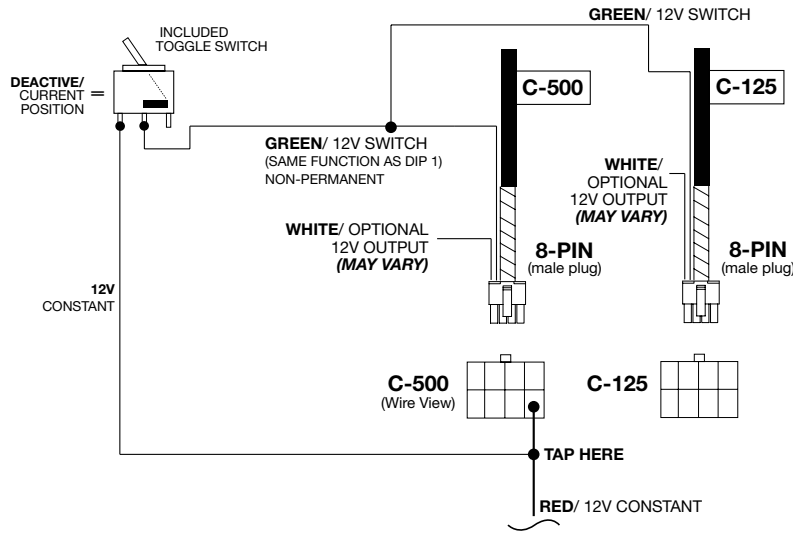 GREEN/ 12V SWITCH
INCLUDED
TOGGLE SWITCH
DEACTIVE/
CURRENT =
POSITION
C-500
C-125
GREEN/ 12V SWITCH
(SAME FUNCTION AS DIP 1)
NON-PERMANENT
WHITE/
OPTIONAL
12V OUTPUT
(MAY VARY)
WHITE/ OPTIONAL
12V OUTPUT
(MAY VARY)
8-PIN
(male plug)
8-PIN
(male plug)
12V
CONSTANT
C-500
(Wire View)
C-125
TAP HERE
RED/ 12V CONSTANT